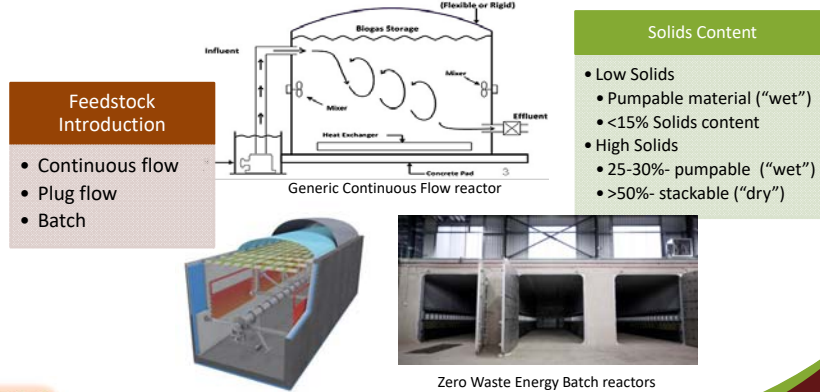 (Flexible or Rigid)
Biogas Storage
Influent
Mixer
Mixer
Effluent
Heat Exchanger
3
Concrete Pad
Generic Continuous Flow reactor
Feedstock
Introduction
• Continuous flow
• Plug flow
• Batch
Solids Content
• Low Solids
• Pumpable material (“wet”)
• <15% Solids content
• High Solids
• 25-30%- pumpable (“wet”)
• >50%- stackable (“dry”)
Zero Waste Energy Batch reactors